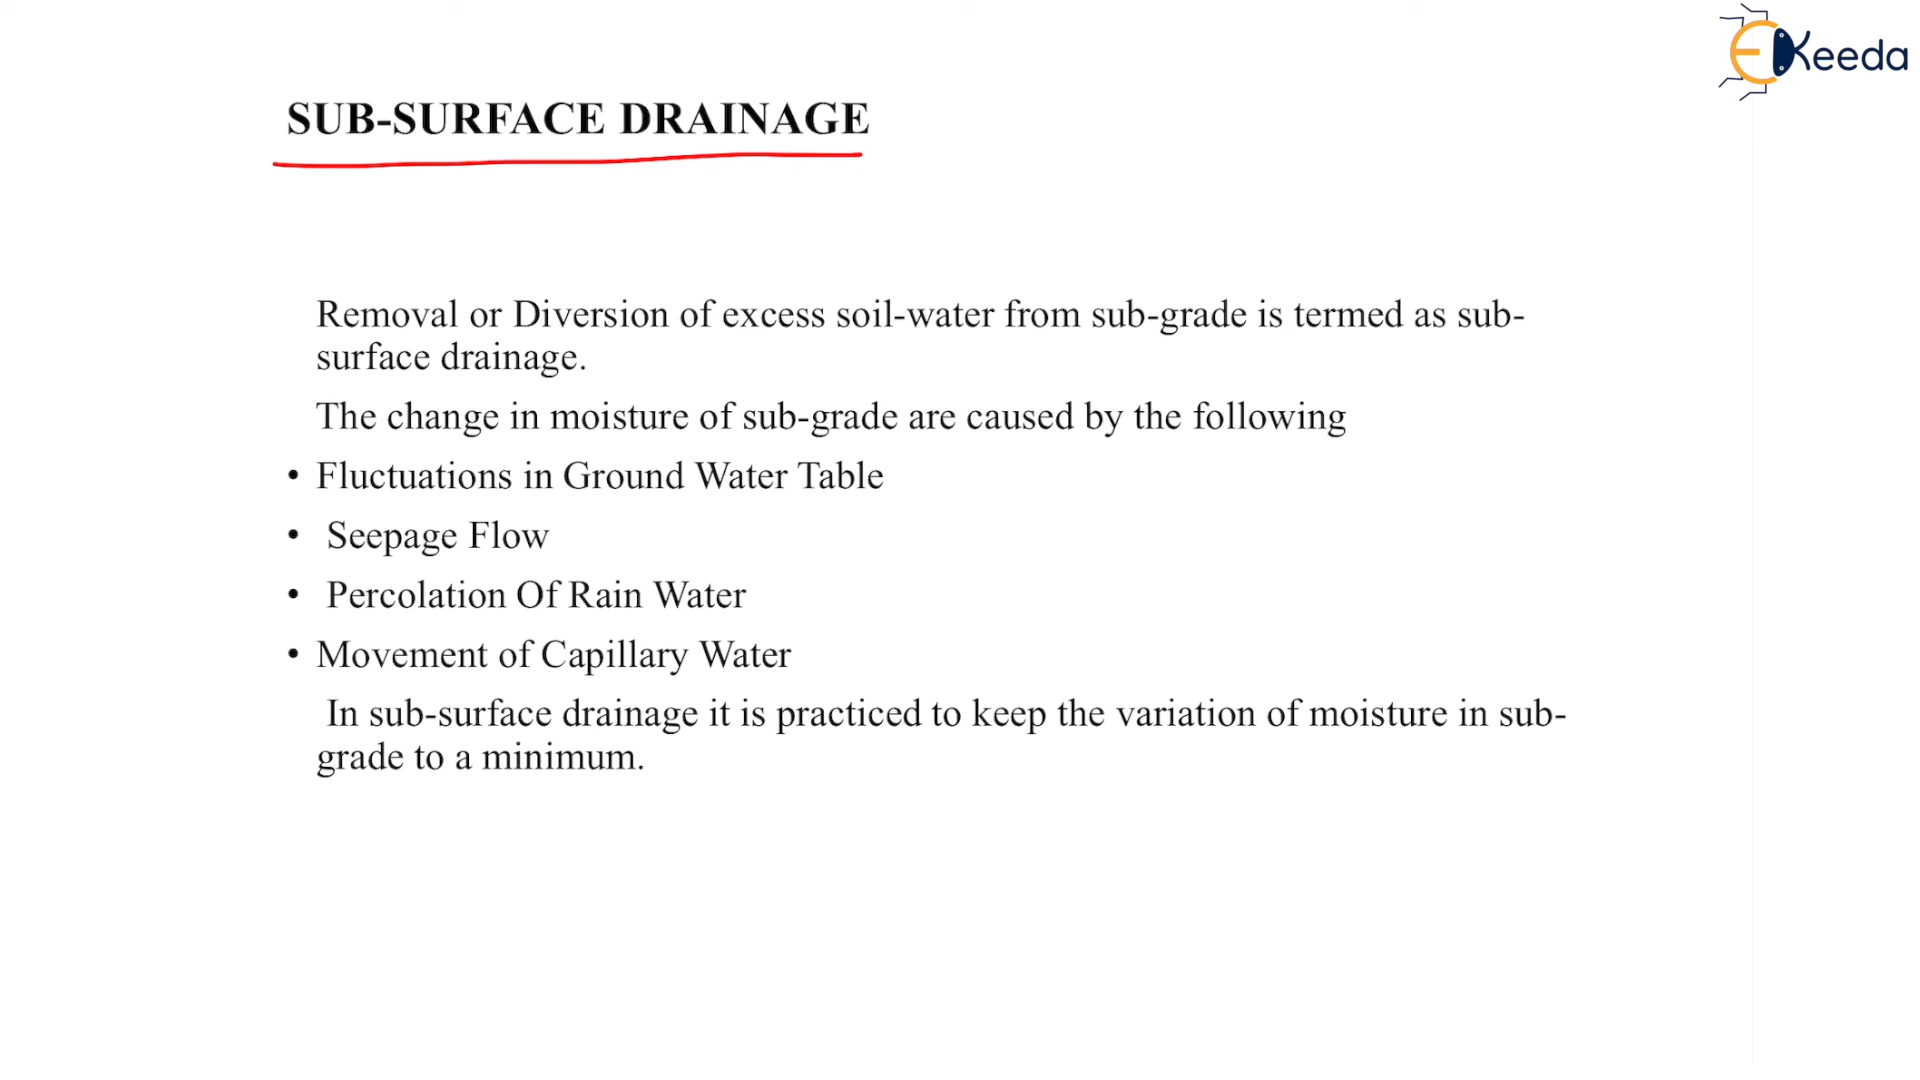 EKeeda
SUB-SURFACE DRAINAGE
Removal or Diversion of excess soil-water from sub-grade is termed as sub-
surface drainage.
The change in moisture of sub-grade are caused by the following
• Fluctuations in Ground Water Table
• Seepage Flow
• Percolation Of Rain Water
• Movement of Capillary Water
In sub-surface drainage it is practiced to keep the variation of moisture in sub-
grade to a minimum.